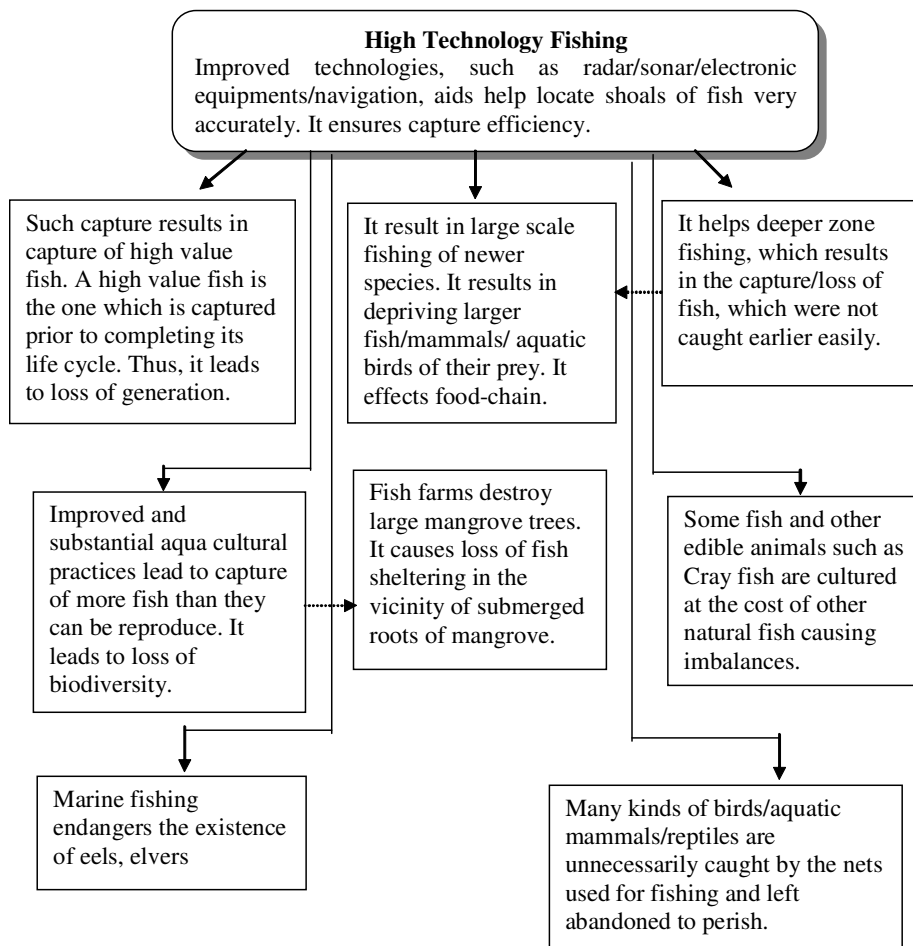 High Technology Fishing
Improved technologies, such as radar/sonar/electronic
equipments/navigation, aids help locate shoals of fish very
accurately. It ensures capture efficiency.
Such capture results in
capture of high value
fish. A high value fish is
the one which is captured
prior to completing its
life cycle. Thus, it leads
to loss of generation.
It result in large scale
fishing of newer
species. It results in
depriving larger
fish/mammals/ aquatic
birds of their prey. It
effects food-chain.
It helps deeper zone
fishing, which results
in the capture/loss of
fish, which were not
caught earlier easily.
Improved and
substantial aqua cultural
practices lead to capture
of more fish than they
can be reproduce. It
leads to loss of
biodiversity.
Fish farms destroy
large mangrove trees.
It causes loss of fish
sheltering in the
vicinity of submerged
roots of mangrove.
Some fish and other
edible animals such as
Cray fish are cultured
at the cost of other
natural fish causing
imbalances.
Marine fishing
endangers the existence
of eels, elvers
Many kinds of birds/aquatic
mammals/reptiles are
unnecessarily caught by the nets
used for fishing and left
abandoned to perish.